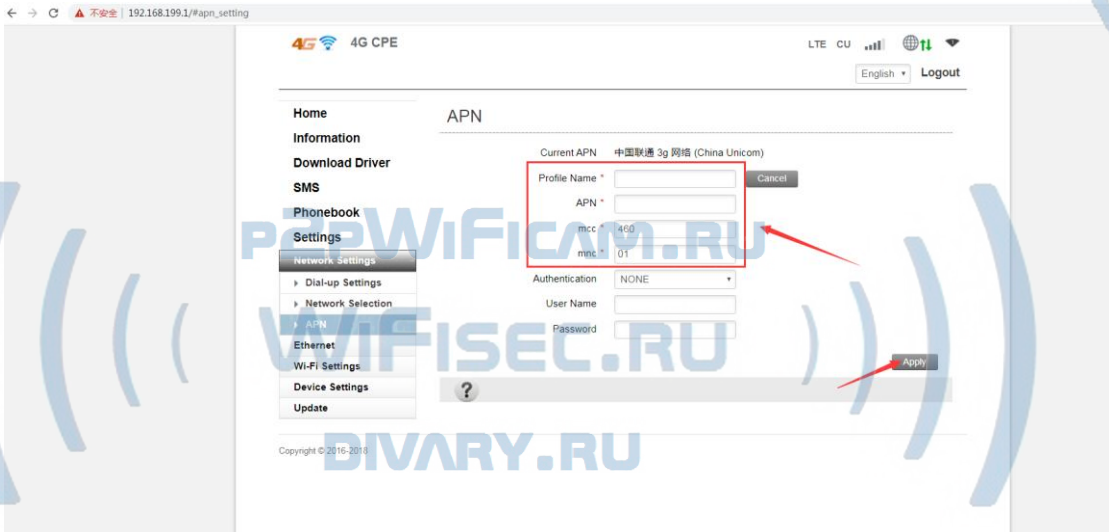 不安全 | 192.168.199.1/#apn_setting
4G 4G CPE
LTE CU
English Logout
Home
Information
Download Driver
SMS
Phonebook
Settings
Network Settings
Dial-up Settings
Network Selection
APN
Ethernet
Wi-Fi Settings
Device Settings
Update
APN
Current APN 中国联通 3g 网络 (China Unicom)
Profile Name * Cancel
APN *
mcc * 460
mnc * 01
Authentication NONE
User Name
Password
Apply
?
Copyright © 2016-2018
P2PWIFICAM.RU
WIFISEC.RU
DIVARY.RU